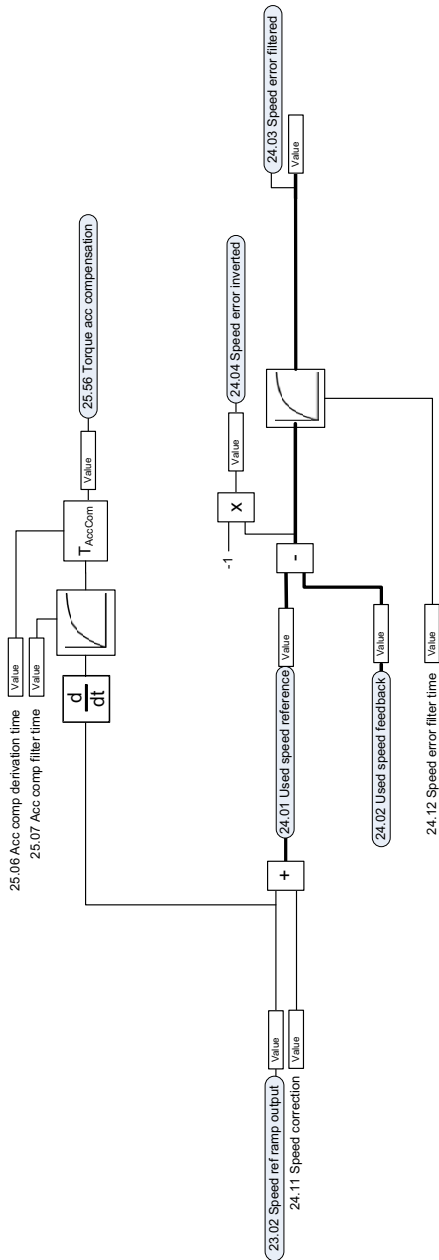 25.06 Acc comp derivation time
Value
25.07 Acc comp filter time
Value
d
dt
TAccCom
Value
25.56 Torque acc compensation
-1
x
Value
24.04 Speed error inverted
23.02 Speed ref ramp output
Value
24.11 Speed correction
Value
+
24.01 Used speed reference
Value
-
24.02 Used speed feedback
Value
24.12 Speed error filter time
Value
Value
24.03 Speed error filtered